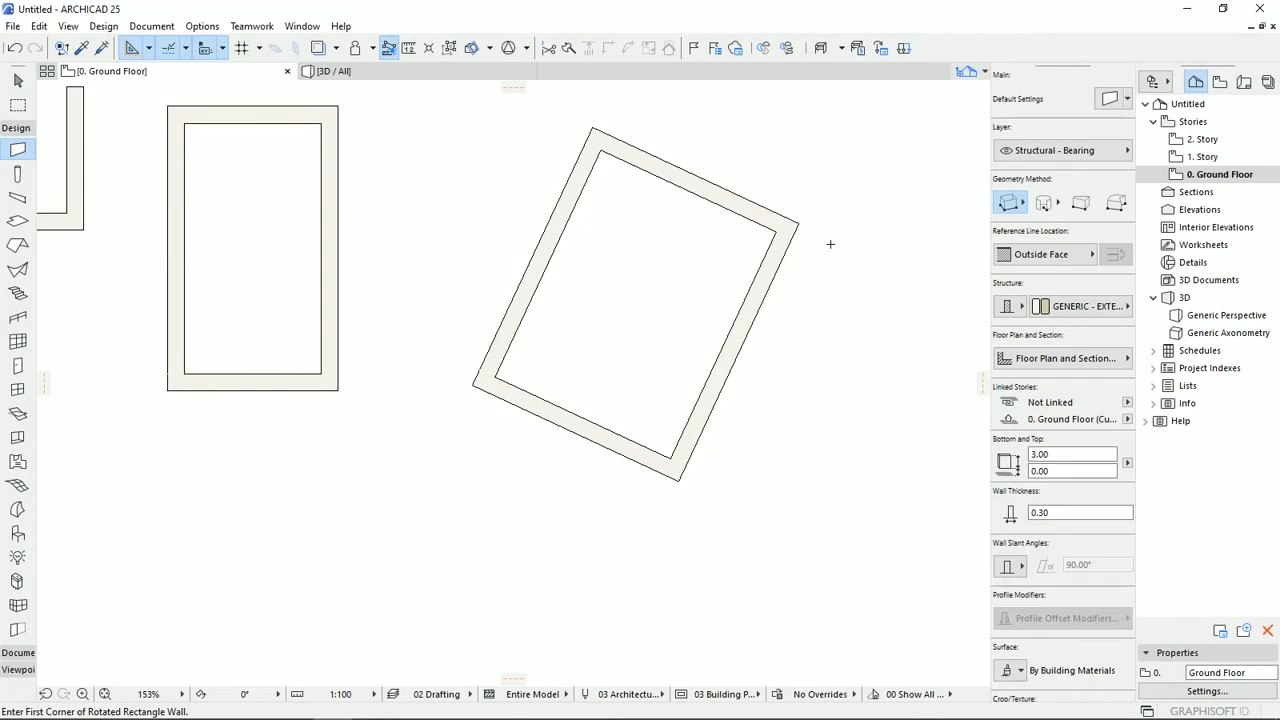 Untitled - ARCHICAD 25
File Edit View Design Document Options Teamwork Window Help
[0. Ground Floor]
[3D / All]
Design
Docume
Viewpoi
Main:
Default Settings
Layer:
Structural - Bearing
Geometry Method:
Reference Line Location:
Outside Face
Structure:
GENERIC - EXTE...
Floor Plan and Section:
Floor Plan and Section...
Linked Stories:
Not Linked
0. Ground Floor (Cu...
Bottom and Top:
3.00
0.00
Wall Thickness:
0.30
Wall Slant Angles:
90.00°
Profile Modifiers:
Profile Offset Modifiers...
Surface:
By Building Materials
Crop/Texture:
Untitled
Stories
2. Story
1. Story
0. Ground Floor
Sections
Elevations
Interior Elevations
Worksheets
Details
3D Documents
3D
Generic Perspective
Generic Axonometry
Schedules
Project Indexes
Lists
Info
Help
Properties
0. Ground Floor
Settings...
153% 0° 1:100 02 Drafting Entire Model 03 Architectu... 03 Building P... No Overrides 00 Show All ...
Enter First Corner of Rotated Rectangle Wall.
GRAPHISOFT ID